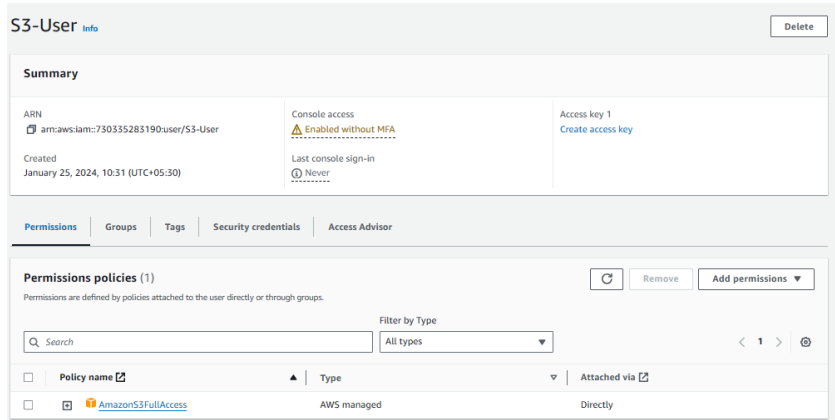 S3-User Info
Delete
Summary
ARN
arn:aws:iam::730335283190:user/S3-User
Console access
Enabled without MFA
Access key 1
Create access key
Created
January 25, 2024, 10:31 (UTC+05:30)
Last console sign-in
Never
Permissions Groups Tags Security credentials Access Advisor
Permissions policies (1)
Remove
Add permissions
Permissions are defined by policies attached to the user directly or through groups.
Filter by Type
Search
All types
1
Policy name Type Attached via
AmazonS3FullAccess AWS managed Directly